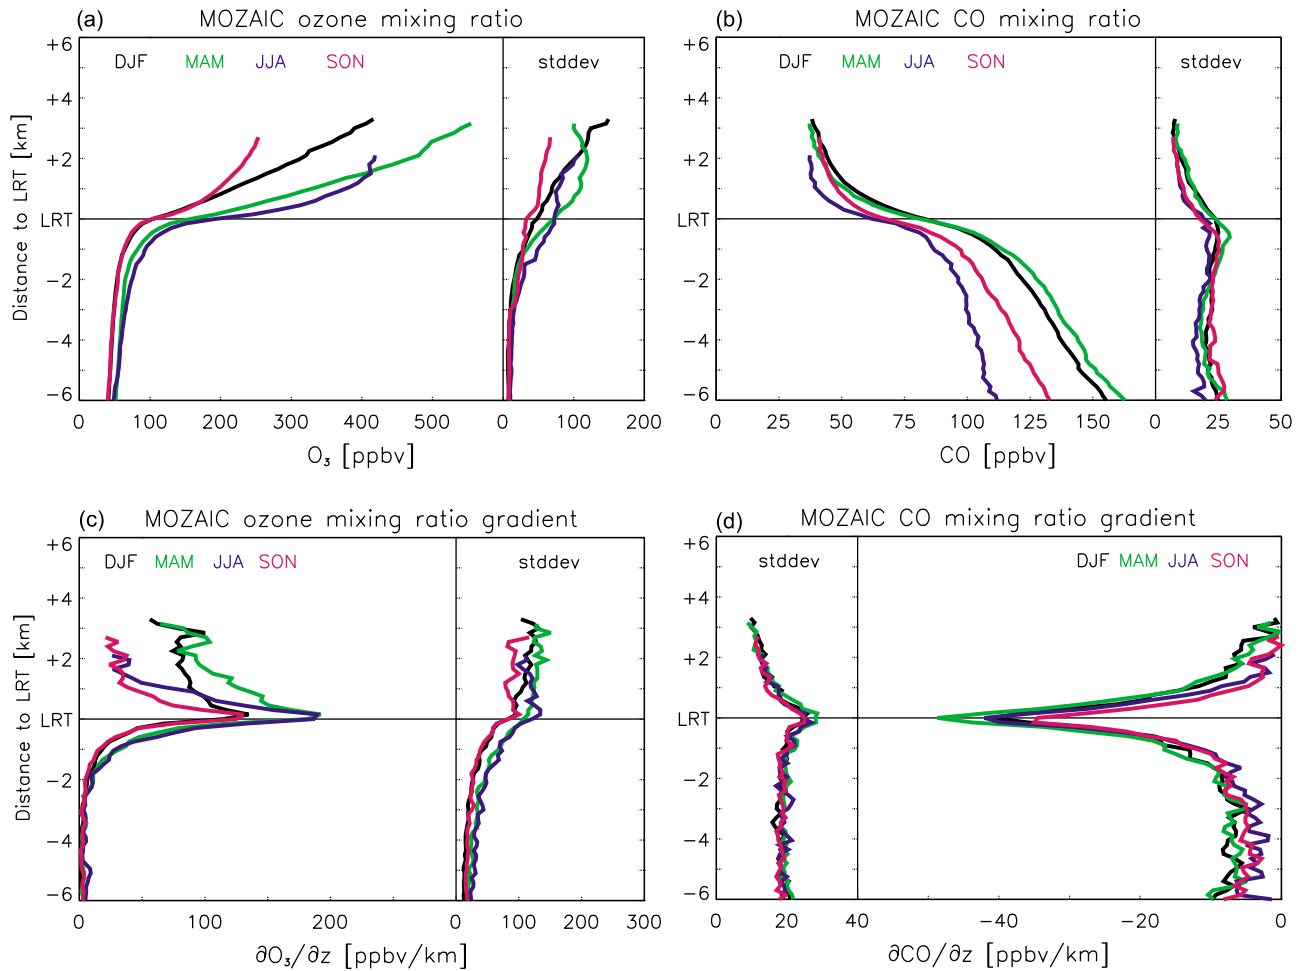 (a) MOZAIC ozone mixing ratio
+6
DJF MAM JJA SON stddev
+4
+2
LRT
−2
−4
−6
Distance to LRT [km]
0 100 200 300 400 500 0 50 100 150 200
O₃ [ppbv]
(b) MOZAIC CO mixing ratio
+6
DJF MAM JJA SON stddev
+4
+2
LRT
−2
−4
−6
0 25 50 75 100 125 150 0 25 50
CO [ppbv]
(c) MOZAIC ozone mixing ratio gradient
+6
DJF MAM JJA SON stddev
+4
+2
LRT
−2
−4
−6
Distance to LRT [km]
0 100 200 0 100 200 300
∂O₃/∂z [ppbv/km]
(d) MOZAIC CO mixing ratio gradient
+6
stddev DJF MAM JJA SON
+4
+2
LRT
−2
−4
−6
0 20 40 −40 −20 0
∂CO/∂z [ppbv/km]